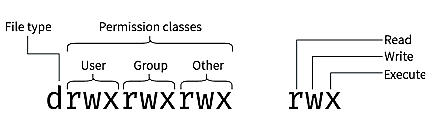 File type
Permission classes
User Group Other
drwxrwxrwx
rwx
Read
Write
Execute